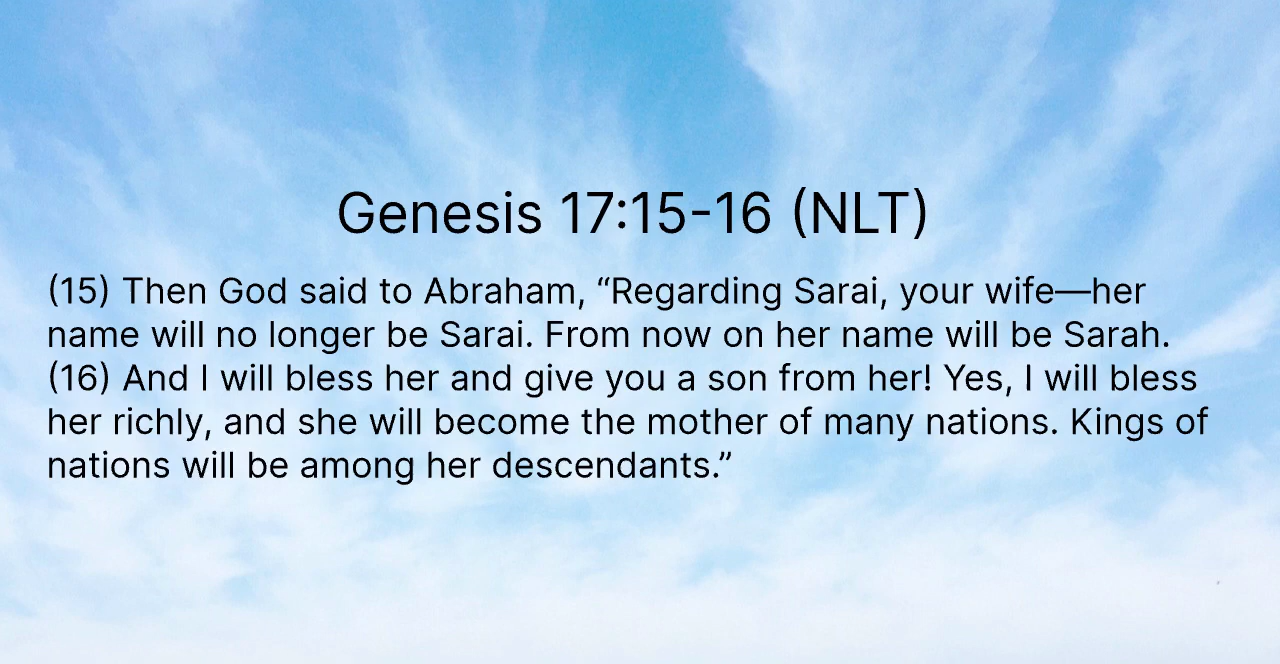 Genesis 17:15-16 (NLT)
(15) Then God said to Abraham, “Regarding Sarai, your wife—her
name will no longer be Sarai. From now on her name will be Sarah.
(16) And I will bless her and give you a son from her! Yes, I will bless
her richly, and she will become the mother of many nations. Kings of
nations will be among her descendants.”